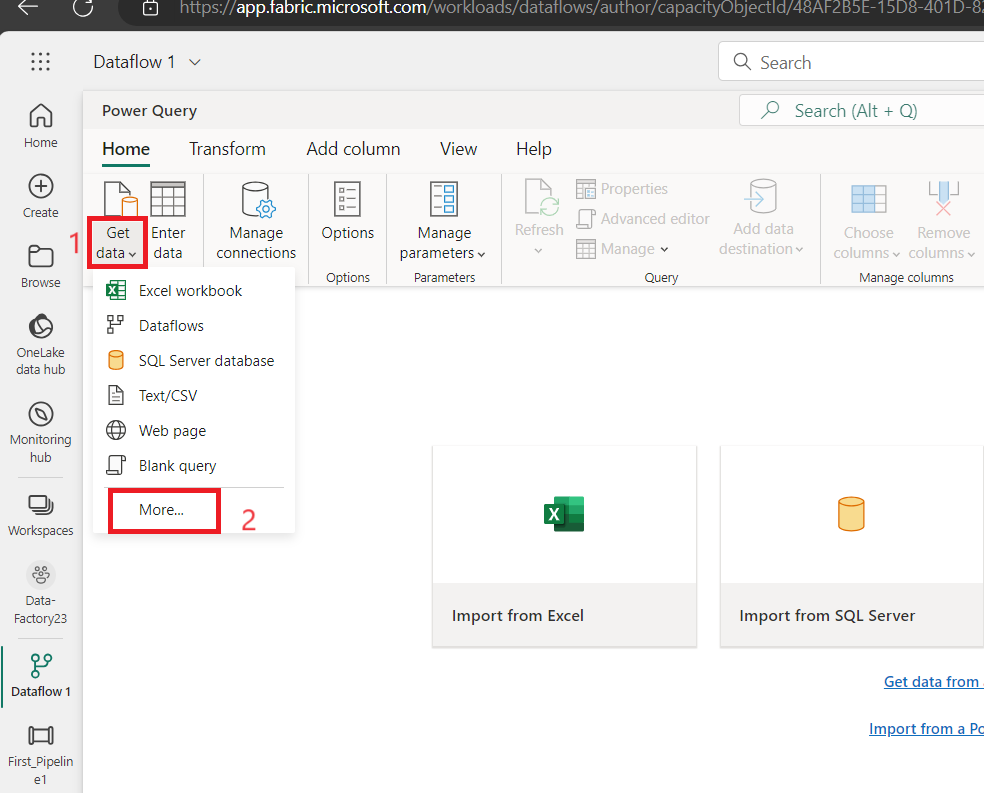 https://app.fabric.microsoft.com/workloads/dataflows/author/capacityObjectId/48AF2B5E-15D8-401D-82
Dataflow 1
Search
Power Query
Search (Alt + Q)
Home
Transform
Add column
View
Help
Home
Create
Browse
OneLake
data hub
Monitoring
hub
Workspaces
Data-
Factory23
Dataflow 1
First_Pipelin
e1
1
Get
data
Enter
data
Manage
connections
Options
Options
Manage
parameters
Parameters
Refresh
Properties
Advanced editor
Manage
Add data
destination
Query
Choose
columns
Remove
columns
Manage columns
Excel workbook
Dataflows
SQL Server database
Text/CSV
Web page
Blank query
More...
2
Import from Excel
Import from SQL Server
Get data from
Import from a